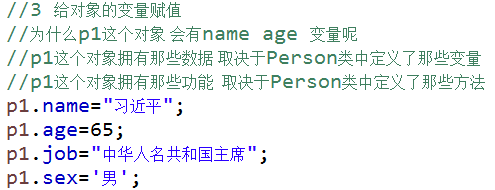 //3 给对象的变量赋值
//为什么p1这个对象 会有name age 变量呢
//p1这个对象拥有那些数据 取决于Person类中定义了那些变量
//p1这个对象拥有那些功能 取决于Person类中定义了那些方法
p1.name="习近平";
p1.age=65;
p1.job="中华人名共和国主席";
p1.sex='男';